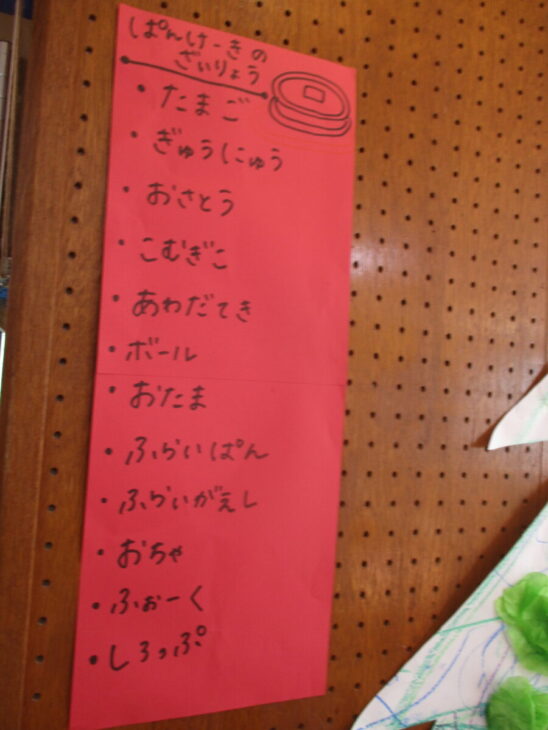 ぱんけーきの
ざいりょう
・たまご
・ぎゅうにゅう
・おさとう
・こむぎこ
・あわだてき
・ボール
・おたま
・ふらいぱん
・ふらいがえし
・おちゃ
・ふぉーく
・しろっぷ